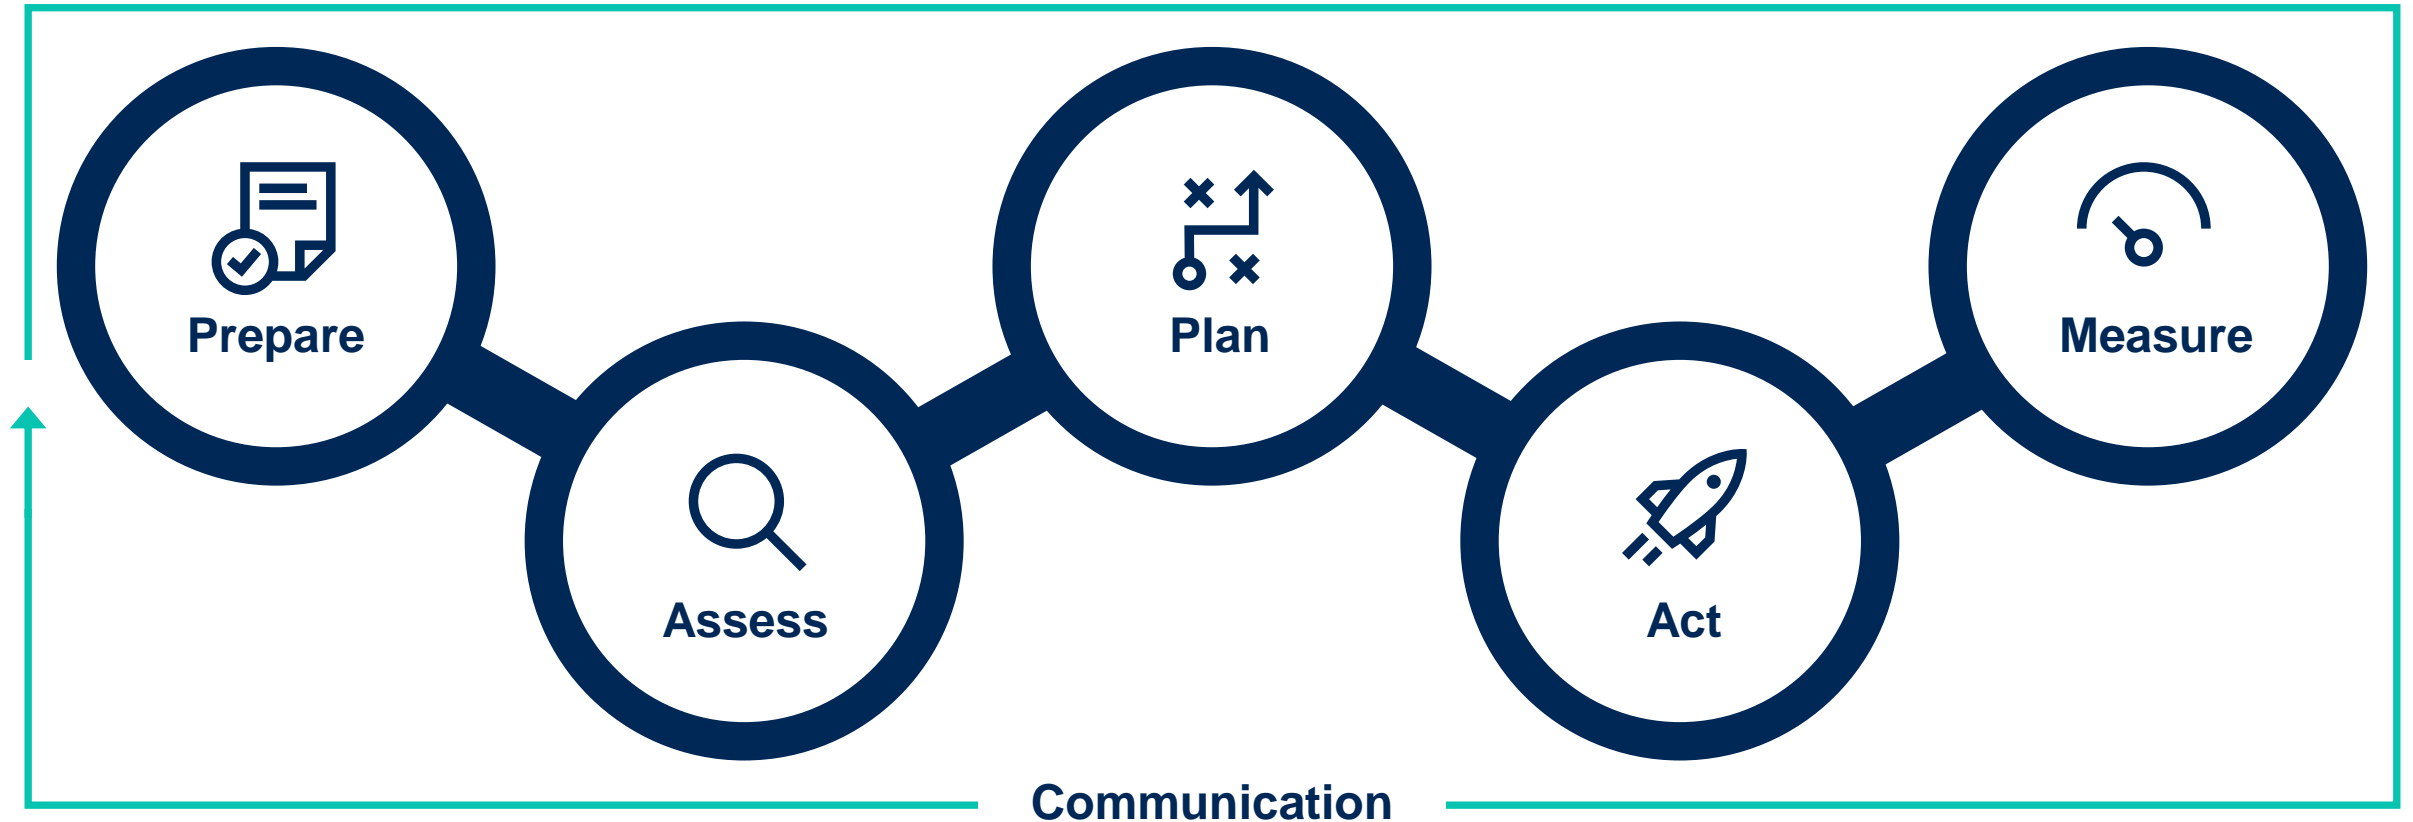 Prepare
Assess
Plan
Act
Measure
Communication